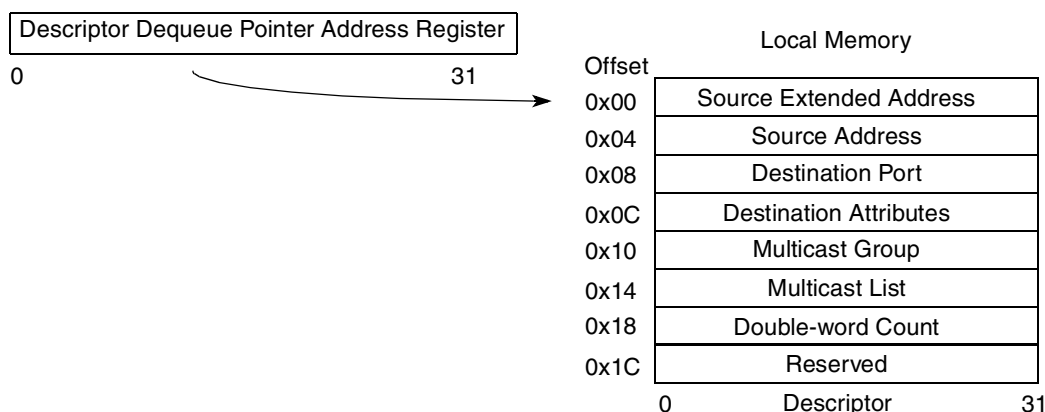 Descriptor Dequeue Pointer Address Register
0 31
Local Memory
Offset
0x00 Source Extended Address
0x04 Source Address
0x08 Destination Port
0x0C Destination Attributes
0x10 Multicast Group
0x14 Multicast List
0x18 Double-word Count
0x1C Reserved
0 Descriptor 31